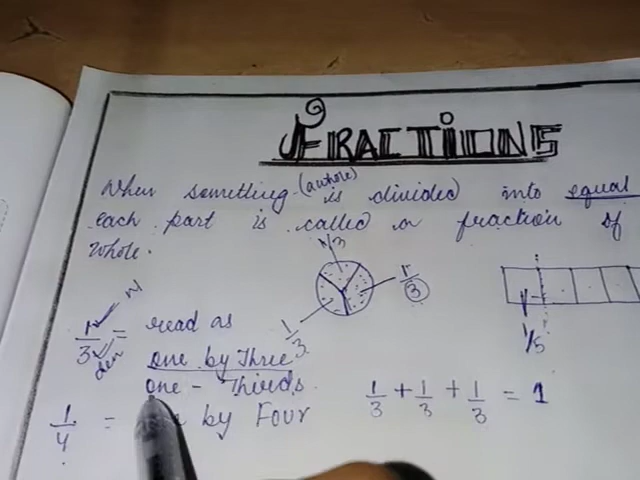 FRACTIONS
When something (a whole) is divided into equal
each part is called a fraction of
whole.
1/3
1/3
1/3
N
1/3 = read as
den
one by Three
one - Thirds
1/5
1/3 + 1/3 + 1/3 = 1
1/4 = by Four